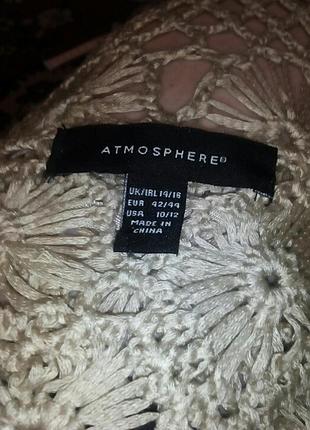 ATMOSPHERE®
UK/IRL 14/16
EUR 42/44
USA 10/12
MADE IN
CHINA